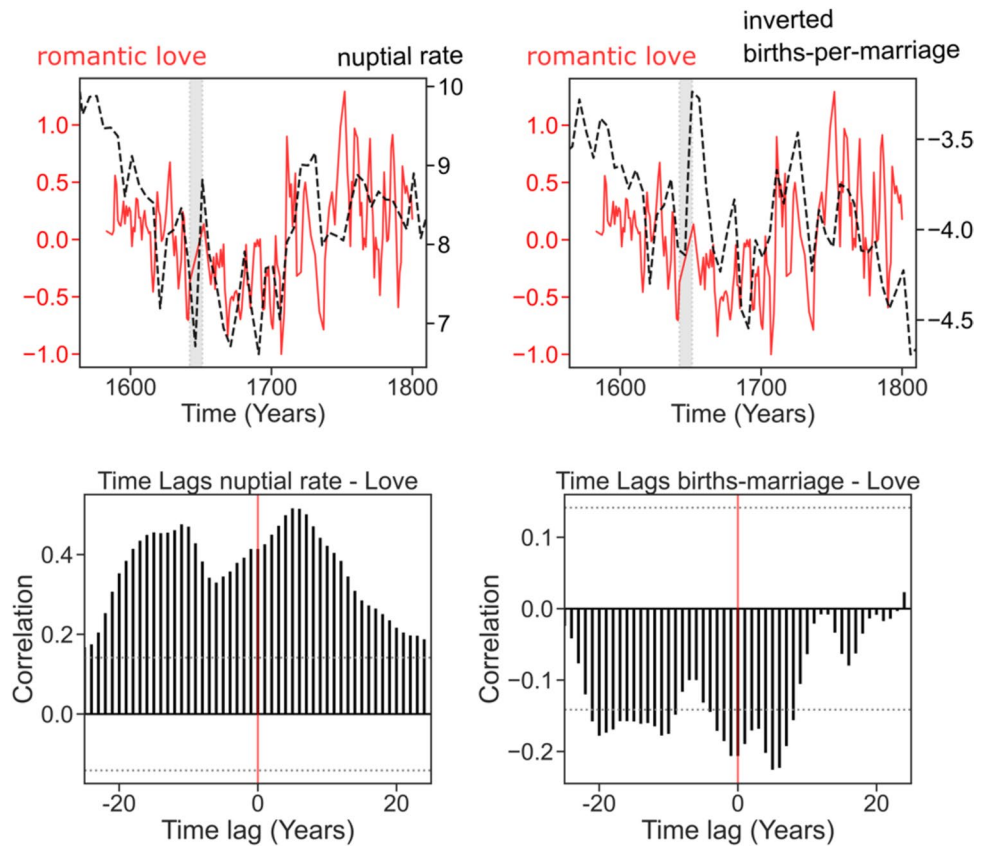 inverted
romantic love
nuptial rate
romantic love
births-per-marriage
10
1.0
9
0.5
0.0
8
−0.5
7
−1.0
1600
1700
1800
Time (Years)
1.0
−3.5
0.5
0.0
−4.0
−0.5
−4.5
−1.0
1600
1700
1800
Time (Years)
Time Lags nuptial rate - Love
Correlation
0.4
0.2
0.0
-20
0
20
Time lag (Years)
Time Lags births-marriage - Love
Correlation
0.1
0.0
−0.1
−0.2
-20
0
20
Time lag (Years)